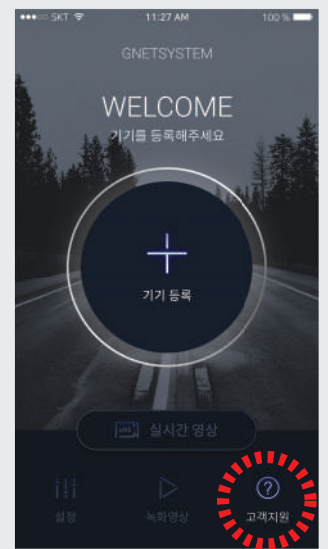 SKT 11:27 AM 100 %
GNETSYSTEM
WELCOME
기기를 등록해주세요
기기 등록
LIVE 실시간 영상
설정 녹화영상 고객지원